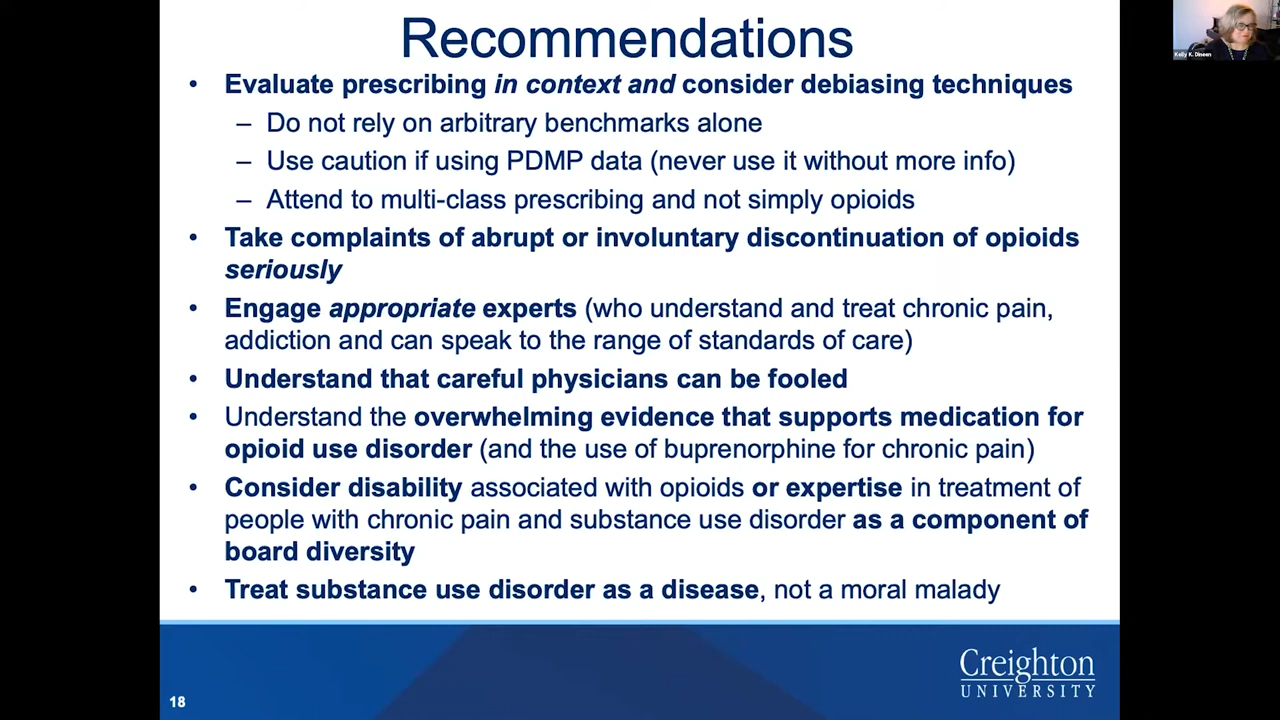 Recommendations
• Evaluate prescribing in context and consider debiasing techniques
– Do not rely on arbitrary benchmarks alone
– Use caution if using PDMP data (never use it without more info)
– Attend to multi-class prescribing and not simply opioids
• Take complaints of abrupt or involuntary discontinuation of opioids
seriously
• Engage appropriate experts (who understand and treat chronic pain,
addiction and can speak to the range of standards of care)
• Understand that careful physicians can be fooled
• Understand the overwhelming evidence that supports medication for
opioid use disorder (and the use of buprenorphine for chronic pain)
• Consider disability associated with opioids or expertise in treatment of
people with chronic pain and substance use disorder as a component of
board diversity
• Treat substance use disorder as a disease, not a moral malady
Kelly K. Dineen
Creighton
UNIVERSITY
18